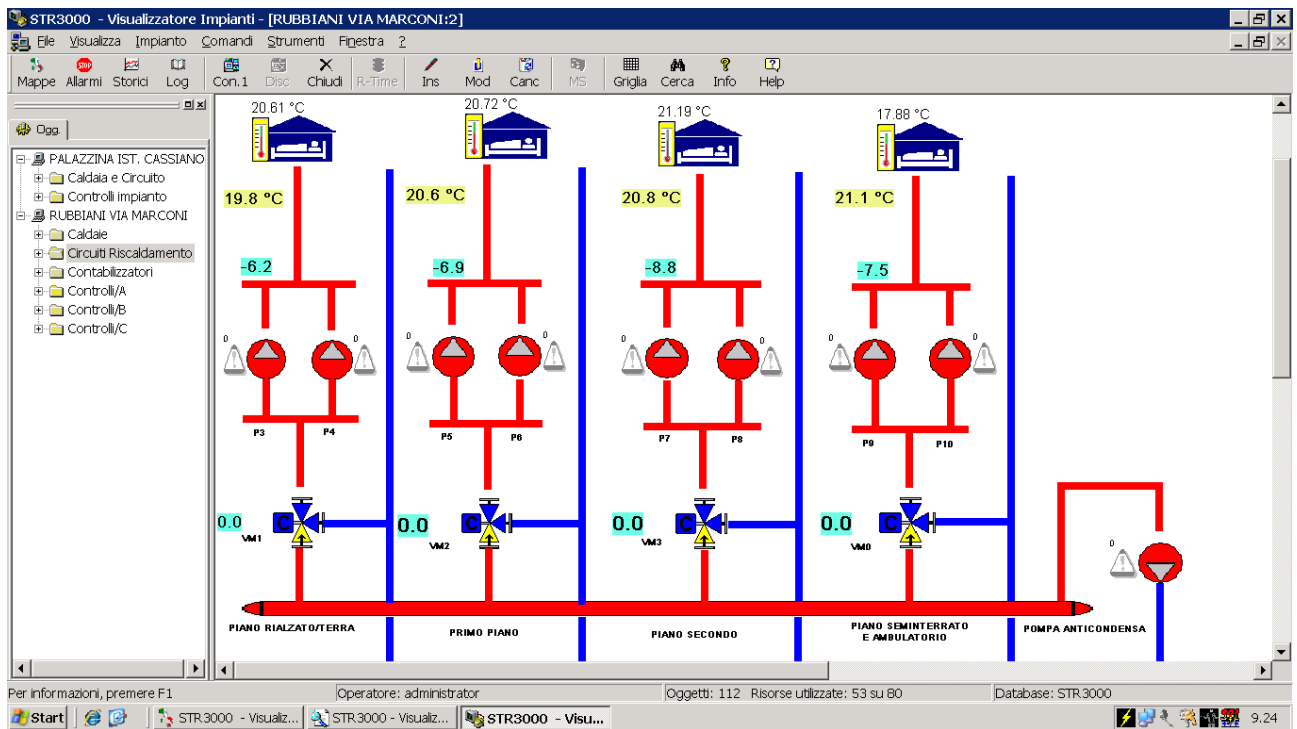 STR3000 - Visualizzatore Impianti - [RUBBIANI VIA MARCONI:2]
File Visualizza Impianto Comandi Strumenti Finestra ?
STOP
Mappe Allarmi Storici Log Con.1 Disc Chiudi R-Time Ins Mod Canc MS Griglia Cerca Info Help
Ogg.
PALAZZINA IST. CASSIANO
Caldaia e Circuito
Controlli impianto
RUBBIANI VIA MARCONI
Caldaie
Circuiti Riscaldamento
Contabilizzatori
Controlli/A
Controlli/B
Controlli/C
20.61 °C 20.72 °C 21.19 °C 17.88 °C
19.8 °C 20.6 °C 20.8 °C 21.1 °C
-6.2 -6.9 -8.8 -7.5
0 0 0 0 0 0 0 0
P3 P4 P5 P6 P7 P8 P9 P10
0.0 C 0.0 C 0.0 C 0.0 C
VM1 VM2 VM3 VM0
0
PIANO RIALZATO/TERRA
PRIMO PIANO
PIANO SECONDO
PIANO SEMINTERRATO
E AMBULATORIO
POMPA ANTICONDENSA
Per informazioni, premere F1 Operatore: administrator Oggetti: 112 Risorse utilizzate: 53 su 80 Database: STR3000
Start STR3000 - Visualiz... STR3000 - Visualiz... STR3000 - Visu... 9.24